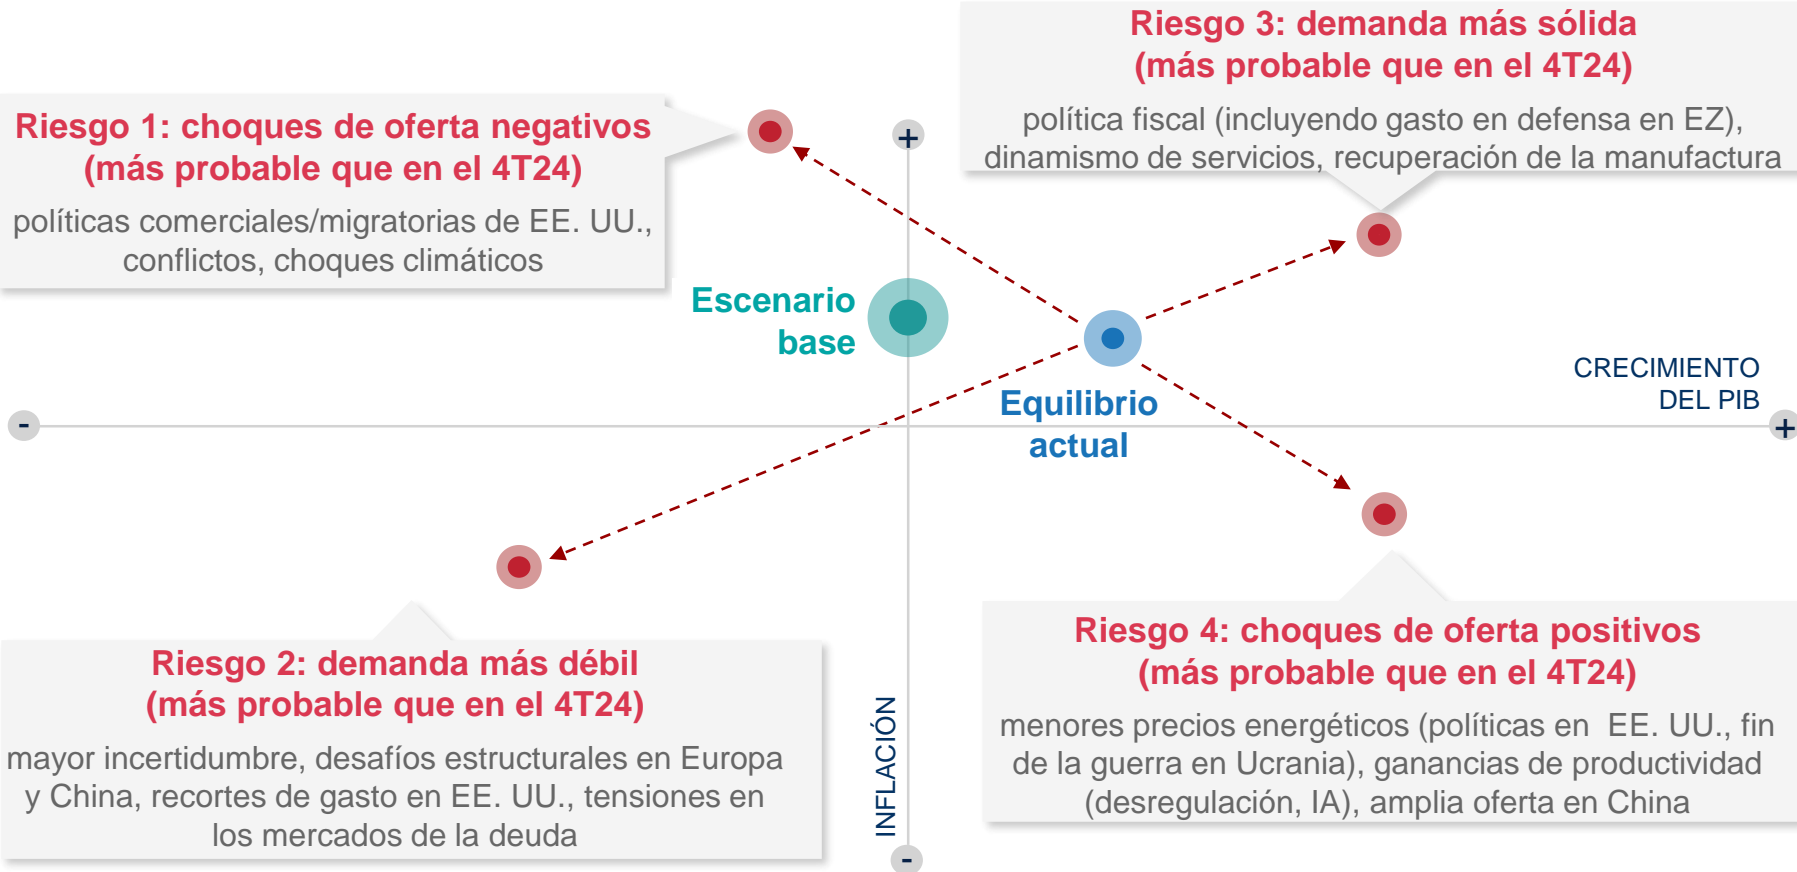 Riesgo 1: choques de oferta negativos
(más probable que en el 4T24)
políticas comerciales/migratorias de EE. UU.,
conflictos, choques climáticos
Riesgo 3: demanda más sólida
(más probable que en el 4T24)
política fiscal (incluyendo gasto en defensa en EZ),
dinamismo de servicios, recuperación de la manufactura
+
Escenario
base
Equilibrio
actual
CRECIMIENTO
DEL PIB
-
+
Riesgo 2: demanda más débil
(más probable que en el 4T24)
mayor incertidumbre, desafíos estructurales en Europa
y China, recortes de gasto en EE. UU., tensiones en
los mercados de la deuda
INFLACIÓN
-
Riesgo 4: choques de oferta positivos
(más probable que en el 4T24)
menores precios energéticos (políticas en EE. UU., fin
de la guerra en Ucrania), ganancias de productividad
(desregulación, IA), amplia oferta en China